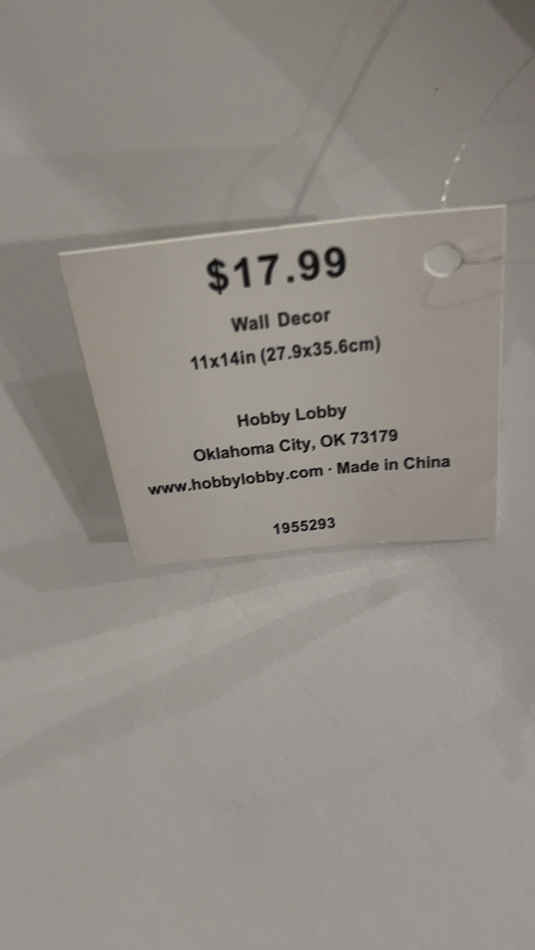 $17.99
Wall Decor
11x14in (27.9x35.6cm)
Hobby Lobby
Oklahoma City, OK 73179
www.hobbylobby.com · Made in China
1955293